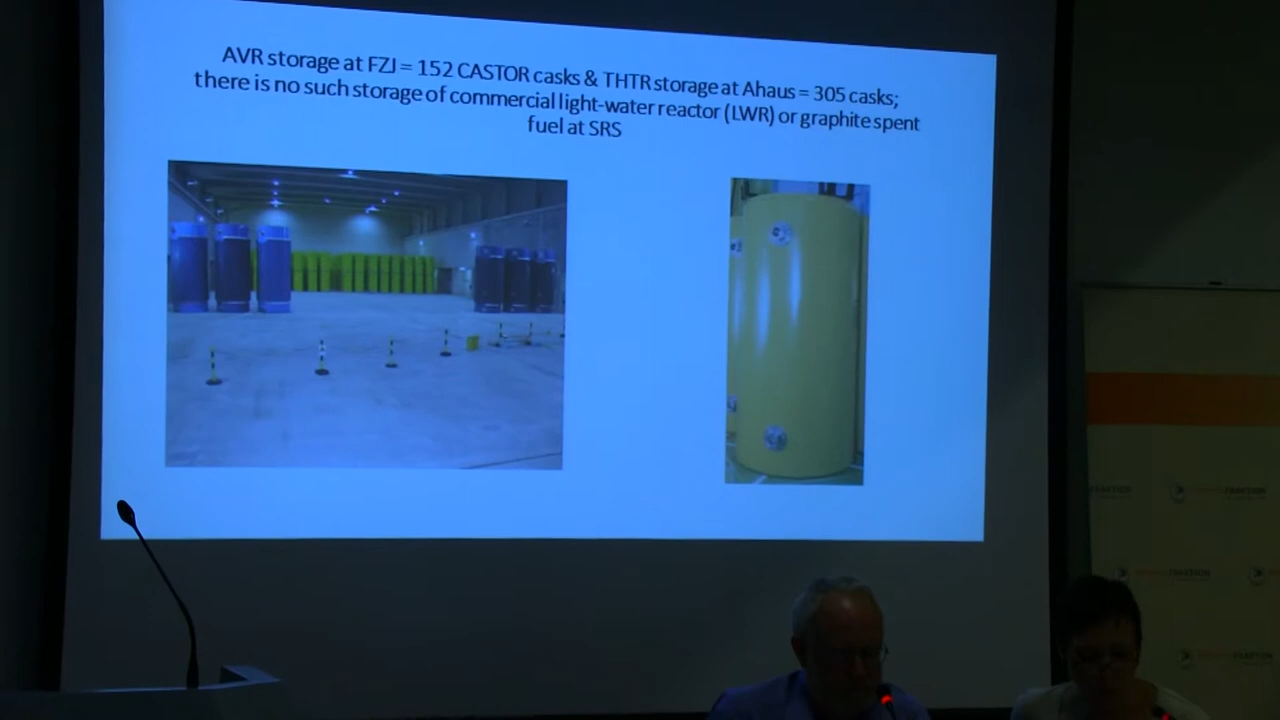 AVR storage at FZJ = 152 CASTOR casks & THTR storage at Ahaus = 305 casks;
there is no such storage of commercial light-water reactor (LWR) or graphite spent
fuel at SRS